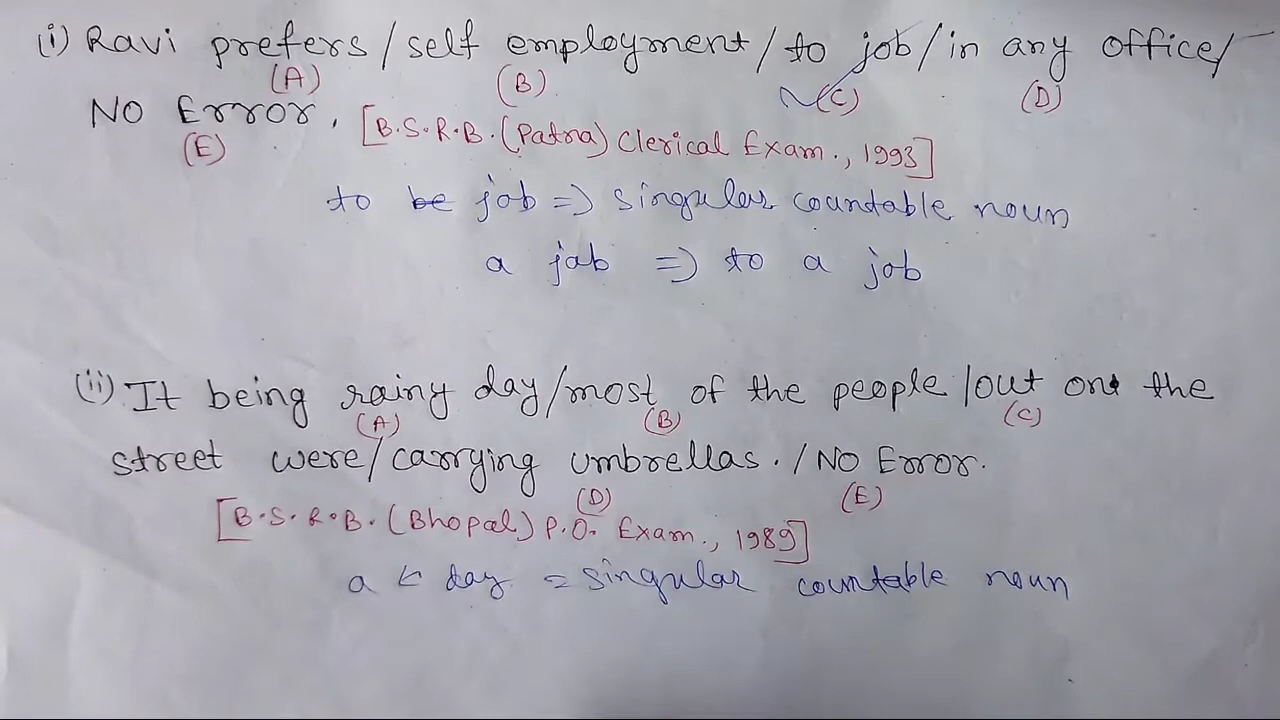 (i) Ravi prefers/self employment/to job/in any office/
(A) (B) (C) (D)
NO Error. [B.S.R.B. (Patna) Clerical Exam., 1993]
(E)
to be job => singular countable noun
a jab => to a job
(ii) It being rainy day/most of the people/out on the
(A) (B) (C)
street were/carrying umbrellas./NO Error.
(D) (E)
[B.S.R.B. (Bhopal) P.O. Exam., 1989]
a < day = singular countable noun